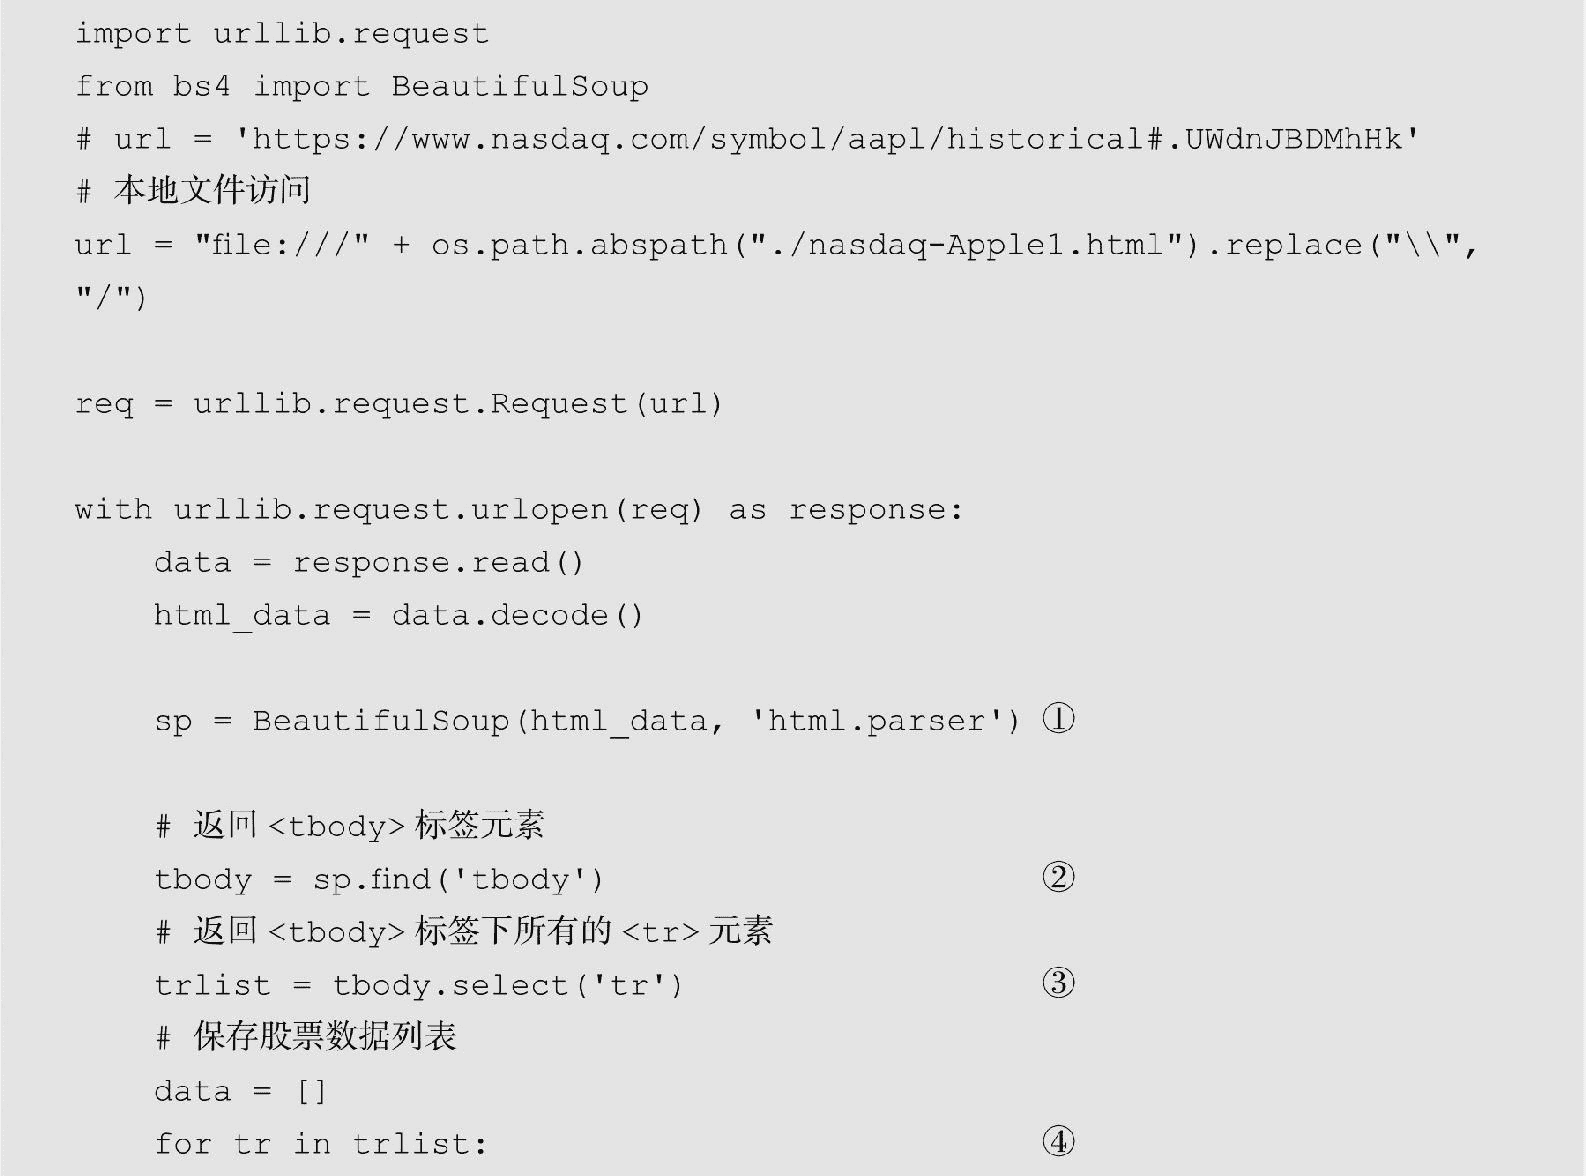 import urllib.request
from bs4 import BeautifulSoup
# url = 'https://www.nasdaq.com/symbol/aapl/historical#.UWdnJBDMhHk'
# 本地文件访问
url = "file:///" + os.path.abspath("./nasdaq-Apple1.html").replace("\\",
"/")
req = urllib.request.Request(url)
with urllib.request.urlopen(req) as response:
    data = response.read()
    html_data = data.decode()
    sp = BeautifulSoup(html_data, 'html.parser') ①
    # 返回<tbody>标签元素
    tbody = sp.find('tbody') ②
    # 返回<tbody>标签下所有的<tr>元素
    trlist = tbody.select('tr') ③
    # 保存股票数据列表
    data = []
    for tr in trlist: ④